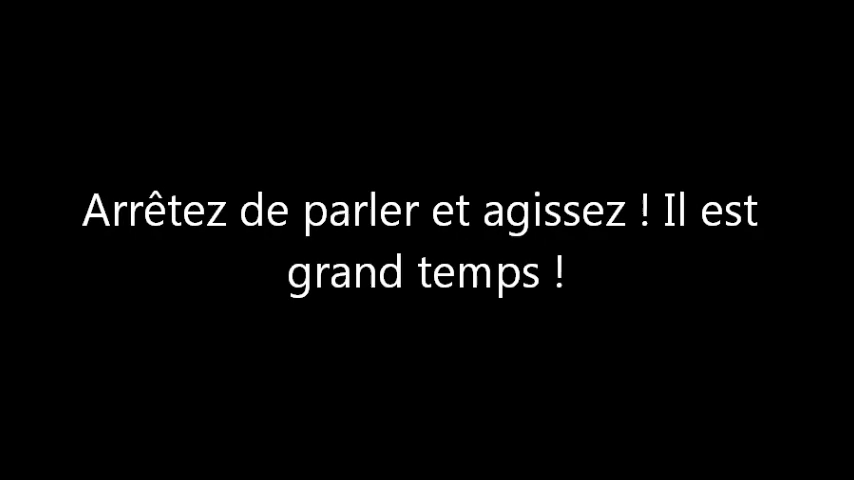 Arrêtez de parler et agissez ! Il est
grand temps !